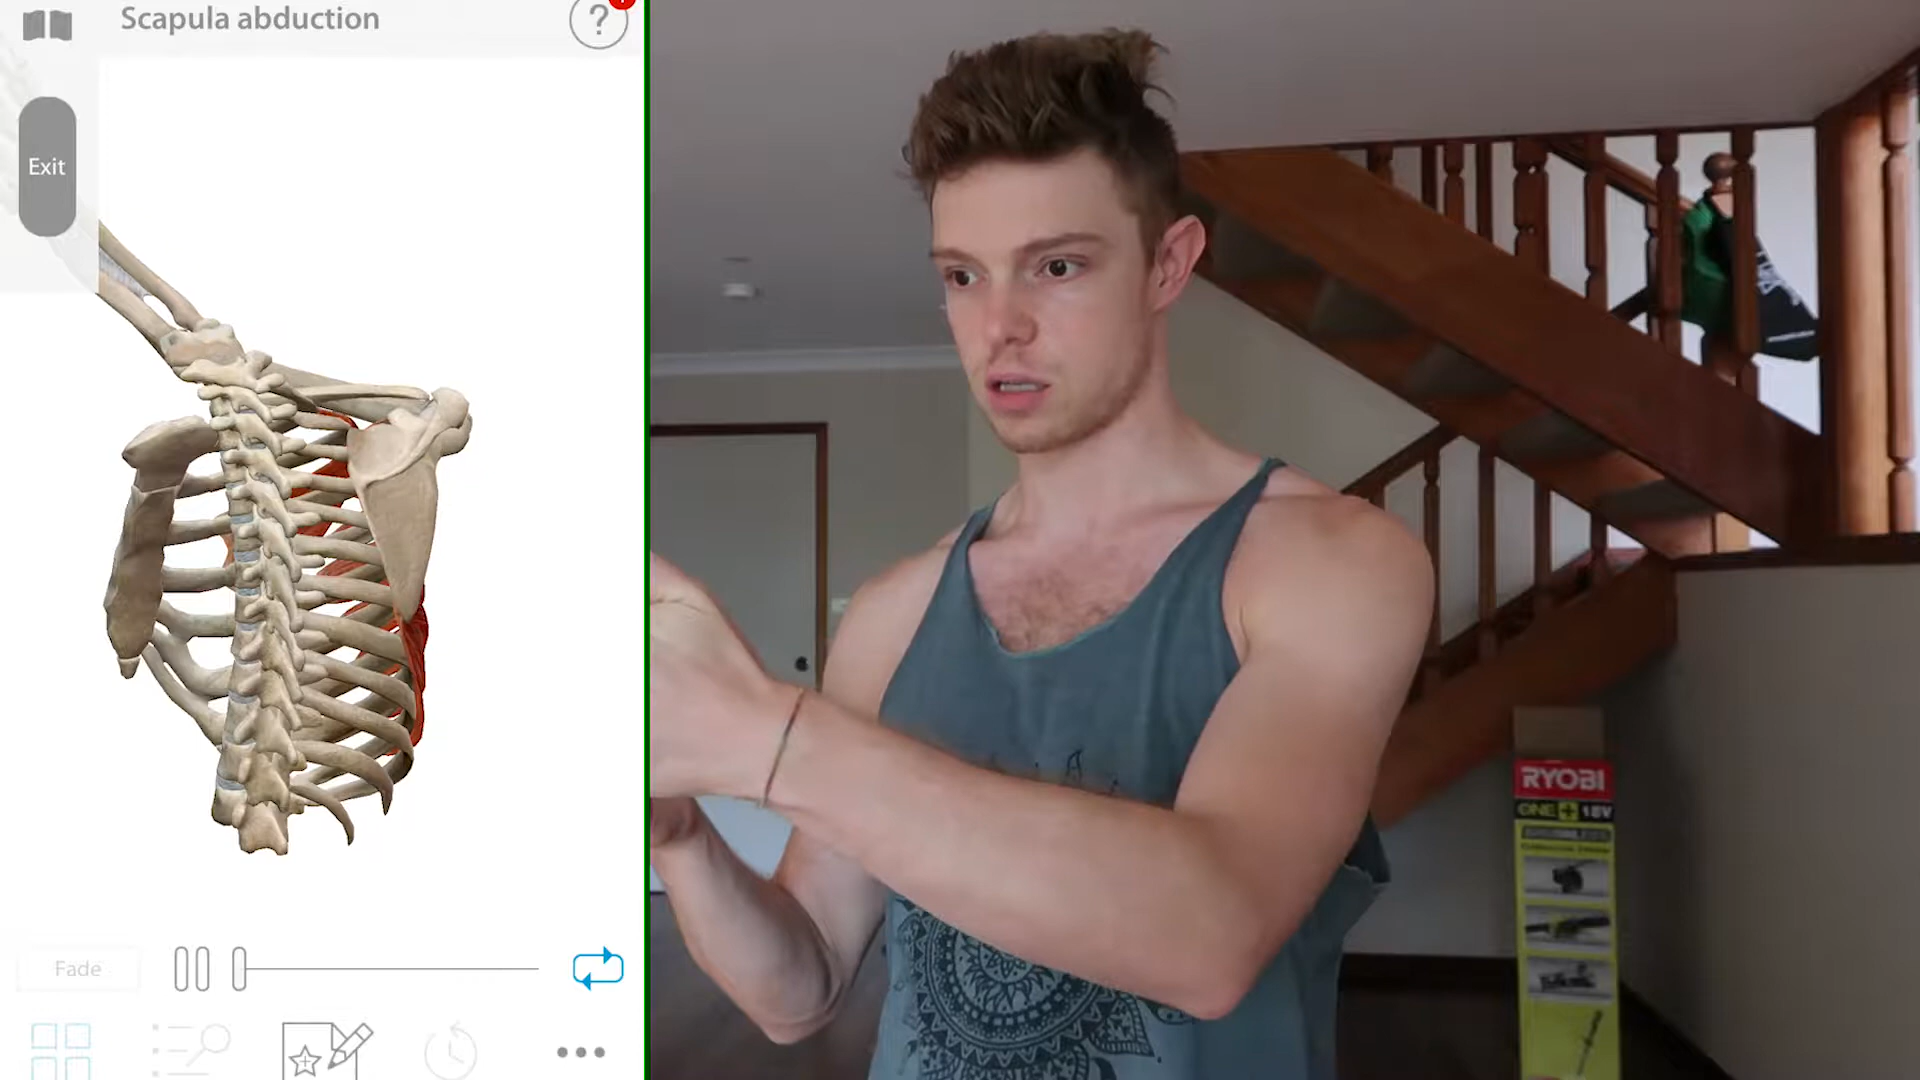 Scapula abduction
?
Exit
Fade
RYOBI
ONE+ 18V